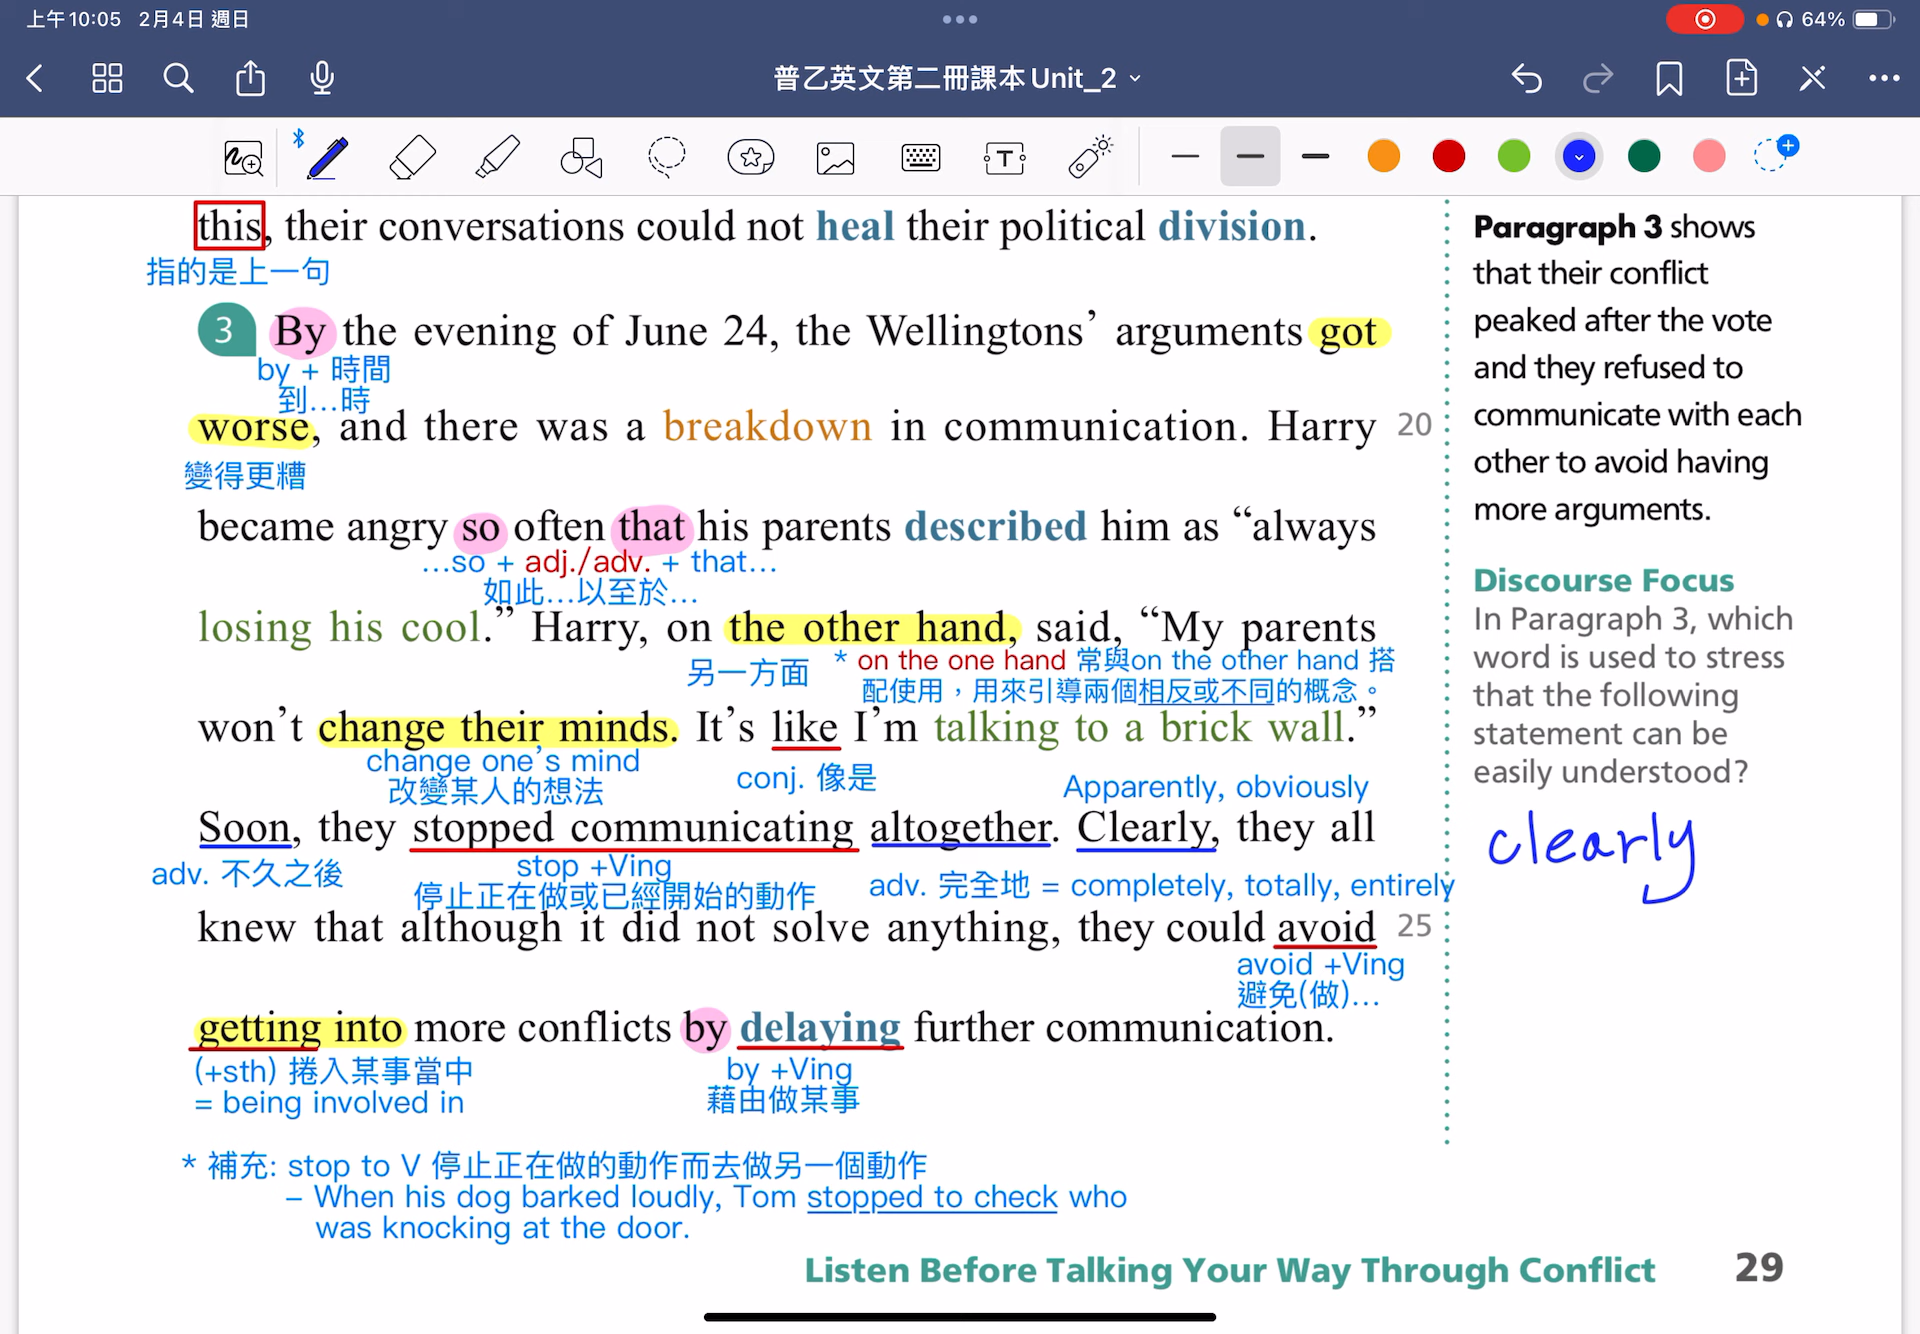 上午10:05 2月4日 週日
64%
普乙英文第二冊課本Unit_2
this, their conversations could not heal their political division.
指的是上一句
3 By the evening of June 24, the Wellingtons’ arguments got
by + 時間
到…時
worse, and there was a breakdown in communication. Harry 20
變得更糟
became angry so often that his parents described him as “always
…so + adj./adv. + that…
如此…以至於…
losing his cool.” Harry, on the other hand, said, “My parents
另一方面
* on the one hand 常與on the other hand 搭
配使用，用來引導兩個相反或不同的概念。
won’t change their minds. It’s like I’m talking to a brick wall.”
change one’s mind
改變某人的想法
conj. 像是
Apparently, obviously
Soon, they stopped communicating altogether. Clearly, they all
adv. 不久之後
stop +Ving
停止正在做或已經開始的動作
adv. 完全地 = completely, totally, entirely
knew that although it did not solve anything, they could avoid 25
avoid +Ving
避免(做)…
getting into more conflicts by delaying further communication.
(+sth) 捲入某事當中
= being involved in
by +Ving
藉由做某事
* 補充: stop to V 停止正在做的動作而去做另一個動作
– When his dog barked loudly, Tom stopped to check who
was knocking at the door.
Paragraph 3 shows
that their conflict
peaked after the vote
and they refused to
communicate with each
other to avoid having
more arguments.
Discourse Focus
In Paragraph 3, which
word is used to stress
that the following
statement can be
easily understood?
clearly
Listen Before Talking Your Way Through Conflict 29